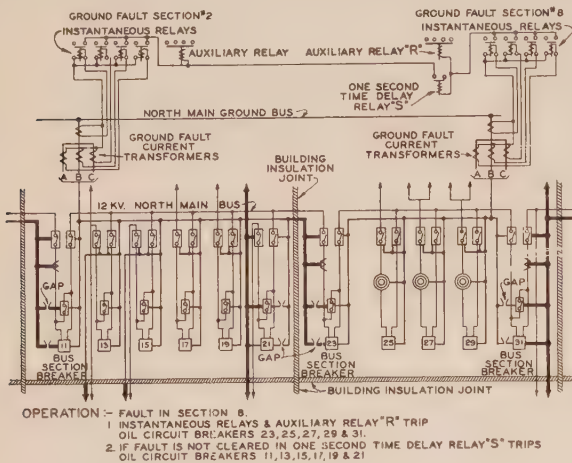 GROUND FAULT SECTION #2
INSTANTANEOUS RELAYS
AUXILIARY RELAY
AUXILIARY RELAY "R"
GROUND FAULT SECTION #8
INSTANTANEOUS RELAYS
ONE SECOND
TIME DELAY
RELAY "S"
NORTH MAIN GROUND BUS
GROUND FAULT
CURRENT
TRANSFORMERS
GROUND FAULT
CURRENT
TRANSFORMERS
A B C
A B C
BUILDING
INSULATION
JOINT
12 KV. NORTH MAIN BUS
GAP
GAP
11
13
15
17
19
21
23
25
27
29
31
BUS
SECTION
BREAKER
GAP
BUS
SECTION
BREAKER
BUS
SECTION
BREAKER
BUILDING INSULATION JOINT
OPERATION :- FAULT IN SECTION 8.
1 INSTANTANEOUS RELAYS & AUXILIARY RELAY "R" TRIP
OIL CIRCUIT BREAKERS 23, 25, 27, 29 & 31.
2. IF FAULT IS NOT CLEARED IN ONE SECOND TIME DELAY RELAY "S" TRIPS
OIL CIRCUIT BREAKERS 11, 13, 15, 17, 19 & 21